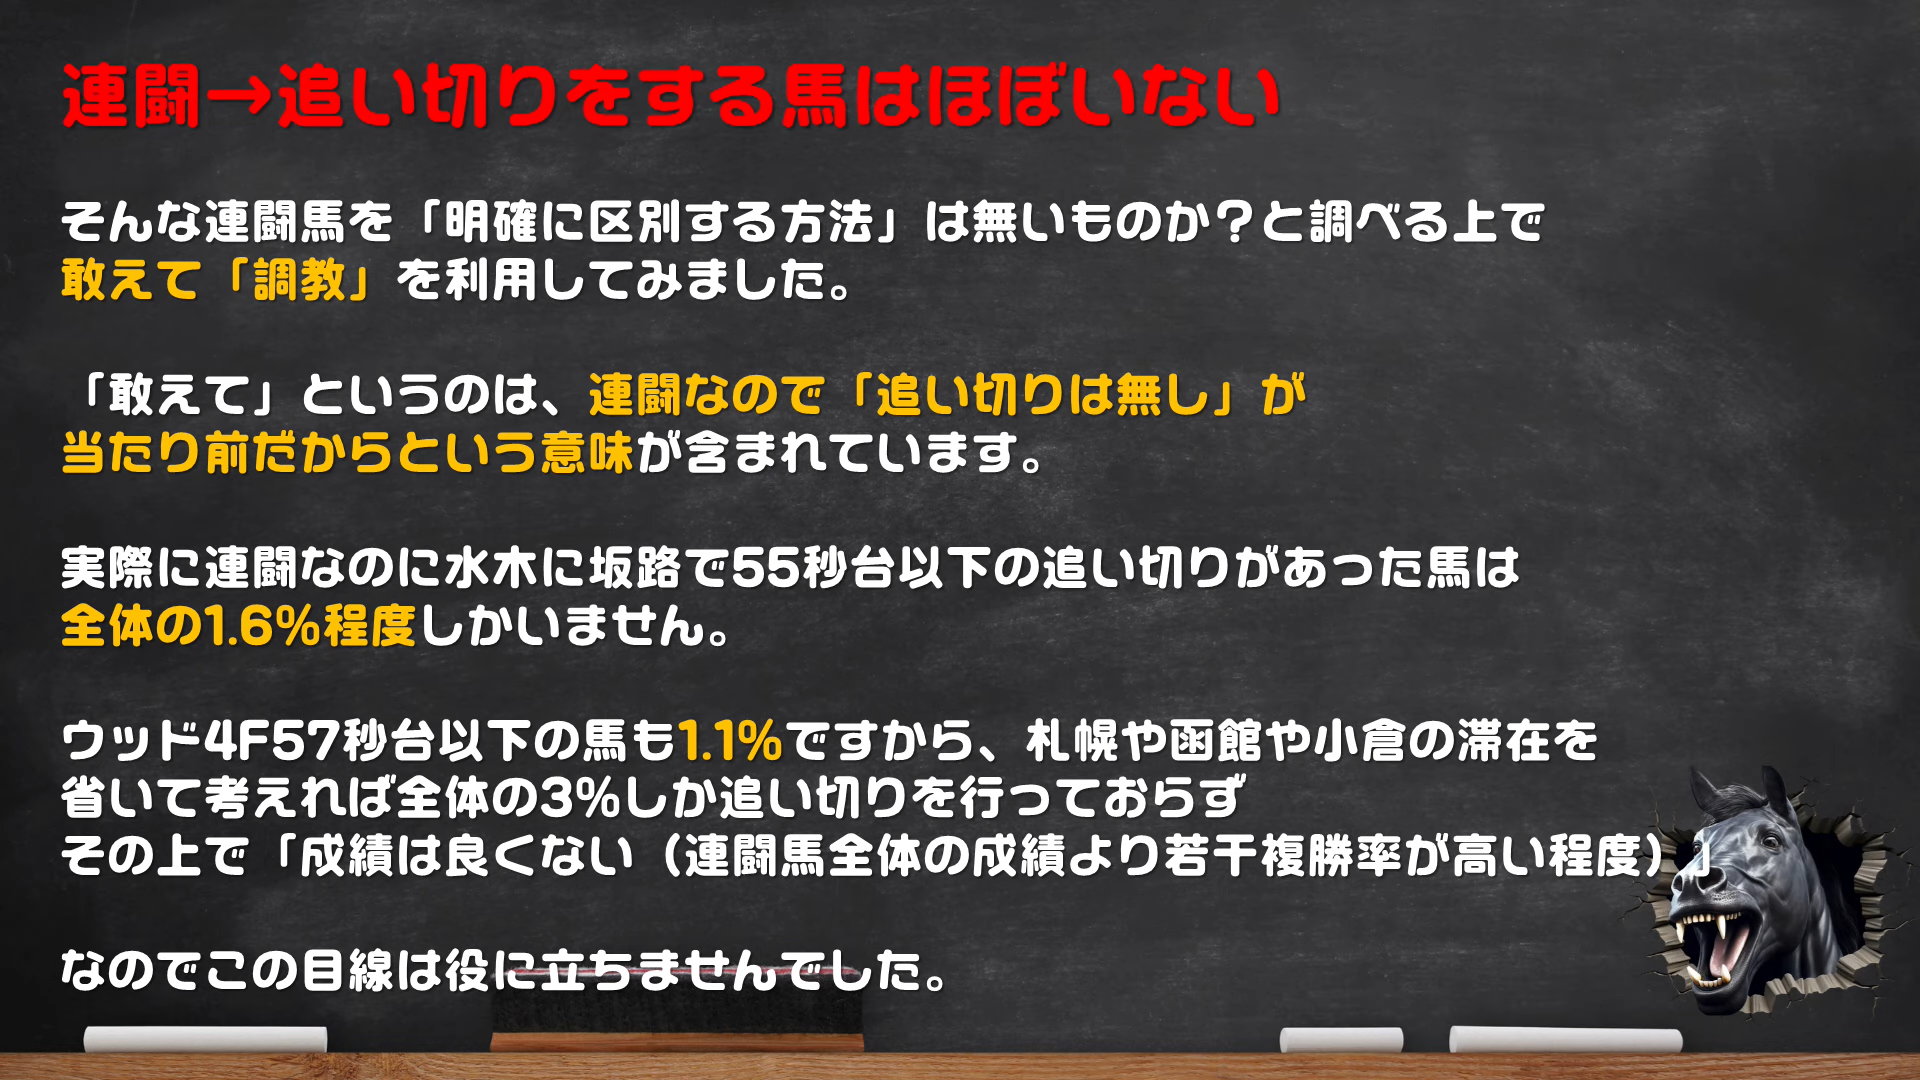 連闘→追い切りをする馬はほぼいない
そんな連闘馬を「明確に区別する方法」は無いものか？と調べる上で
敢えて「調教」を利用してみました。
「敢えて」というのは、連闘なので「追い切りは無し」が
当たり前だからという意味が含まれています。
実際に連闘なのに水木に坂路で55秒台以下の追い切りがあった馬は
全体の1.6％程度しかいません。
ウッド4F57秒台以下の馬も1.1％ですから、札幌や函館や小倉の滞在を
省いて考えれば全体の3％しか追い切りを行っておらず
その上で「成績は良くない（連闘馬全体の成績より若干複勝率が高い程度）」
なのでこの目線は役に立ちませんでした。